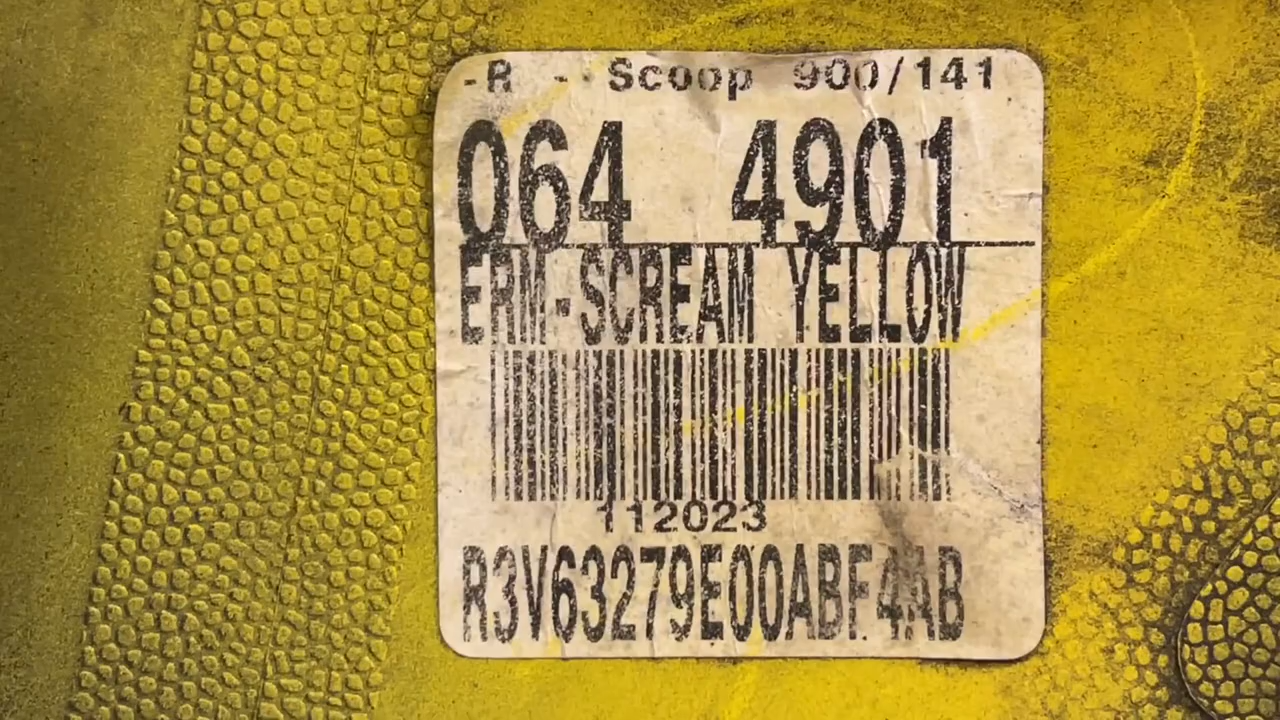 -R - Scoop 900/141
064 4901
ERM-SCREAM YELLOW
112023
R3V63279E00ABF4AB